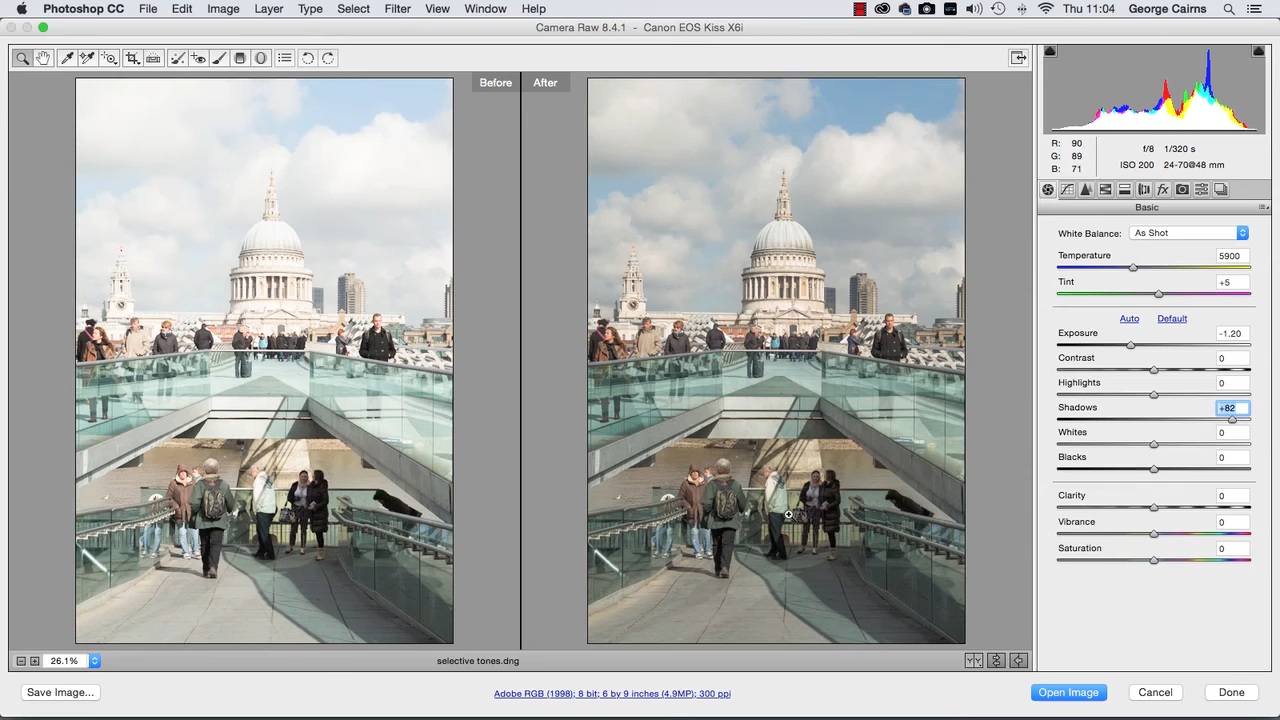 Photoshop CC File Edit Image Layer Type Select Filter View Window Help Thu 11:04 George Cairns
Camera Raw 8.4.1 - Canon EOS Kiss X6i
Before After
R: 90
G: 89
B: 71
f/8 1/320 s
ISO 200 24-70@48 mm
Basic
White Balance: As Shot
Temperature 5900
Tint +5
Auto Default
Exposure -1.20
Contrast 0
Highlights 0
Shadows +82
Whites 0
Blacks 0
Clarity 0
Vibrance 0
Saturation 0
26.1% selective tones.dng
Save Image... Adobe RGB (1998); 8 bit; 6 by 9 inches (4.9MP); 300 ppi Open Image Cancel Done